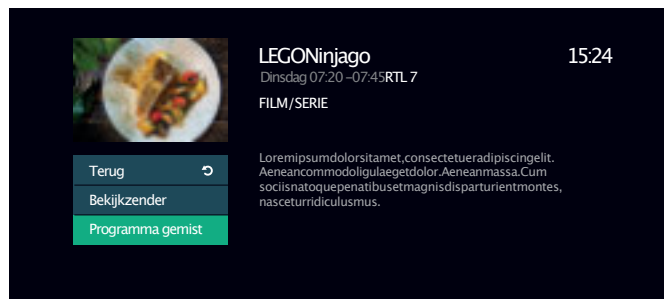 LEGONinjago
15:24
Dinsdag 07:20 –07:45RTL 7
FILM/SERIE
Loremipsumdolorsitamet,consectetueradipiscingelit.
Aeneancommodoligulaegetdolor.Aeneanmassa.Cum
sociisnatoquepenatibusetmagnisdisparturientmontes,
nasceturridiculusmus.
Terug
Bekijkzender
Programma gemist